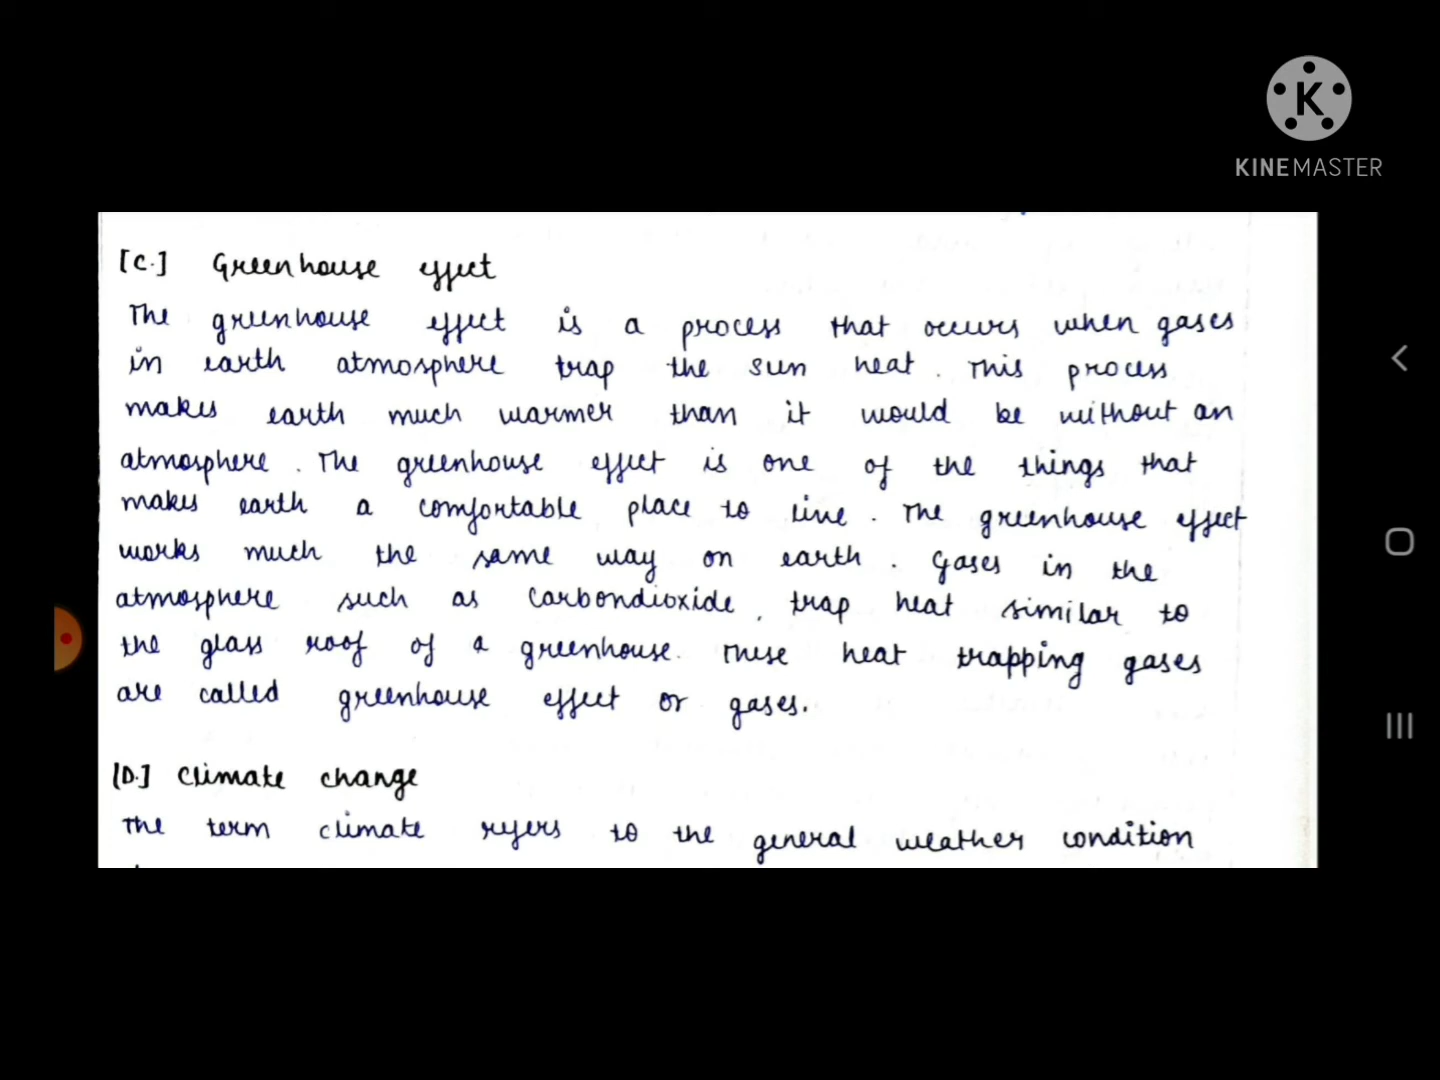 KINEMASTER
[C.] Greenhouse effect
The greenhouse effect is a process that occurs when gases
in earth atmosphere trap the sun heat. This process
makes earth much warmer than it would be without an
atmosphere. The greenhouse effect is one of the things that
makes earth a comfortable place to live. The greenhouse effect
works much the same way on earth. Gases in the
atmosphere such as Carbondioxide, trap heat similar to
the glass roof of a greenhouse. These heat trapping gases
are called greenhouse effect or gases.
[D.] Climate change
The term climate refers to the general weather condition